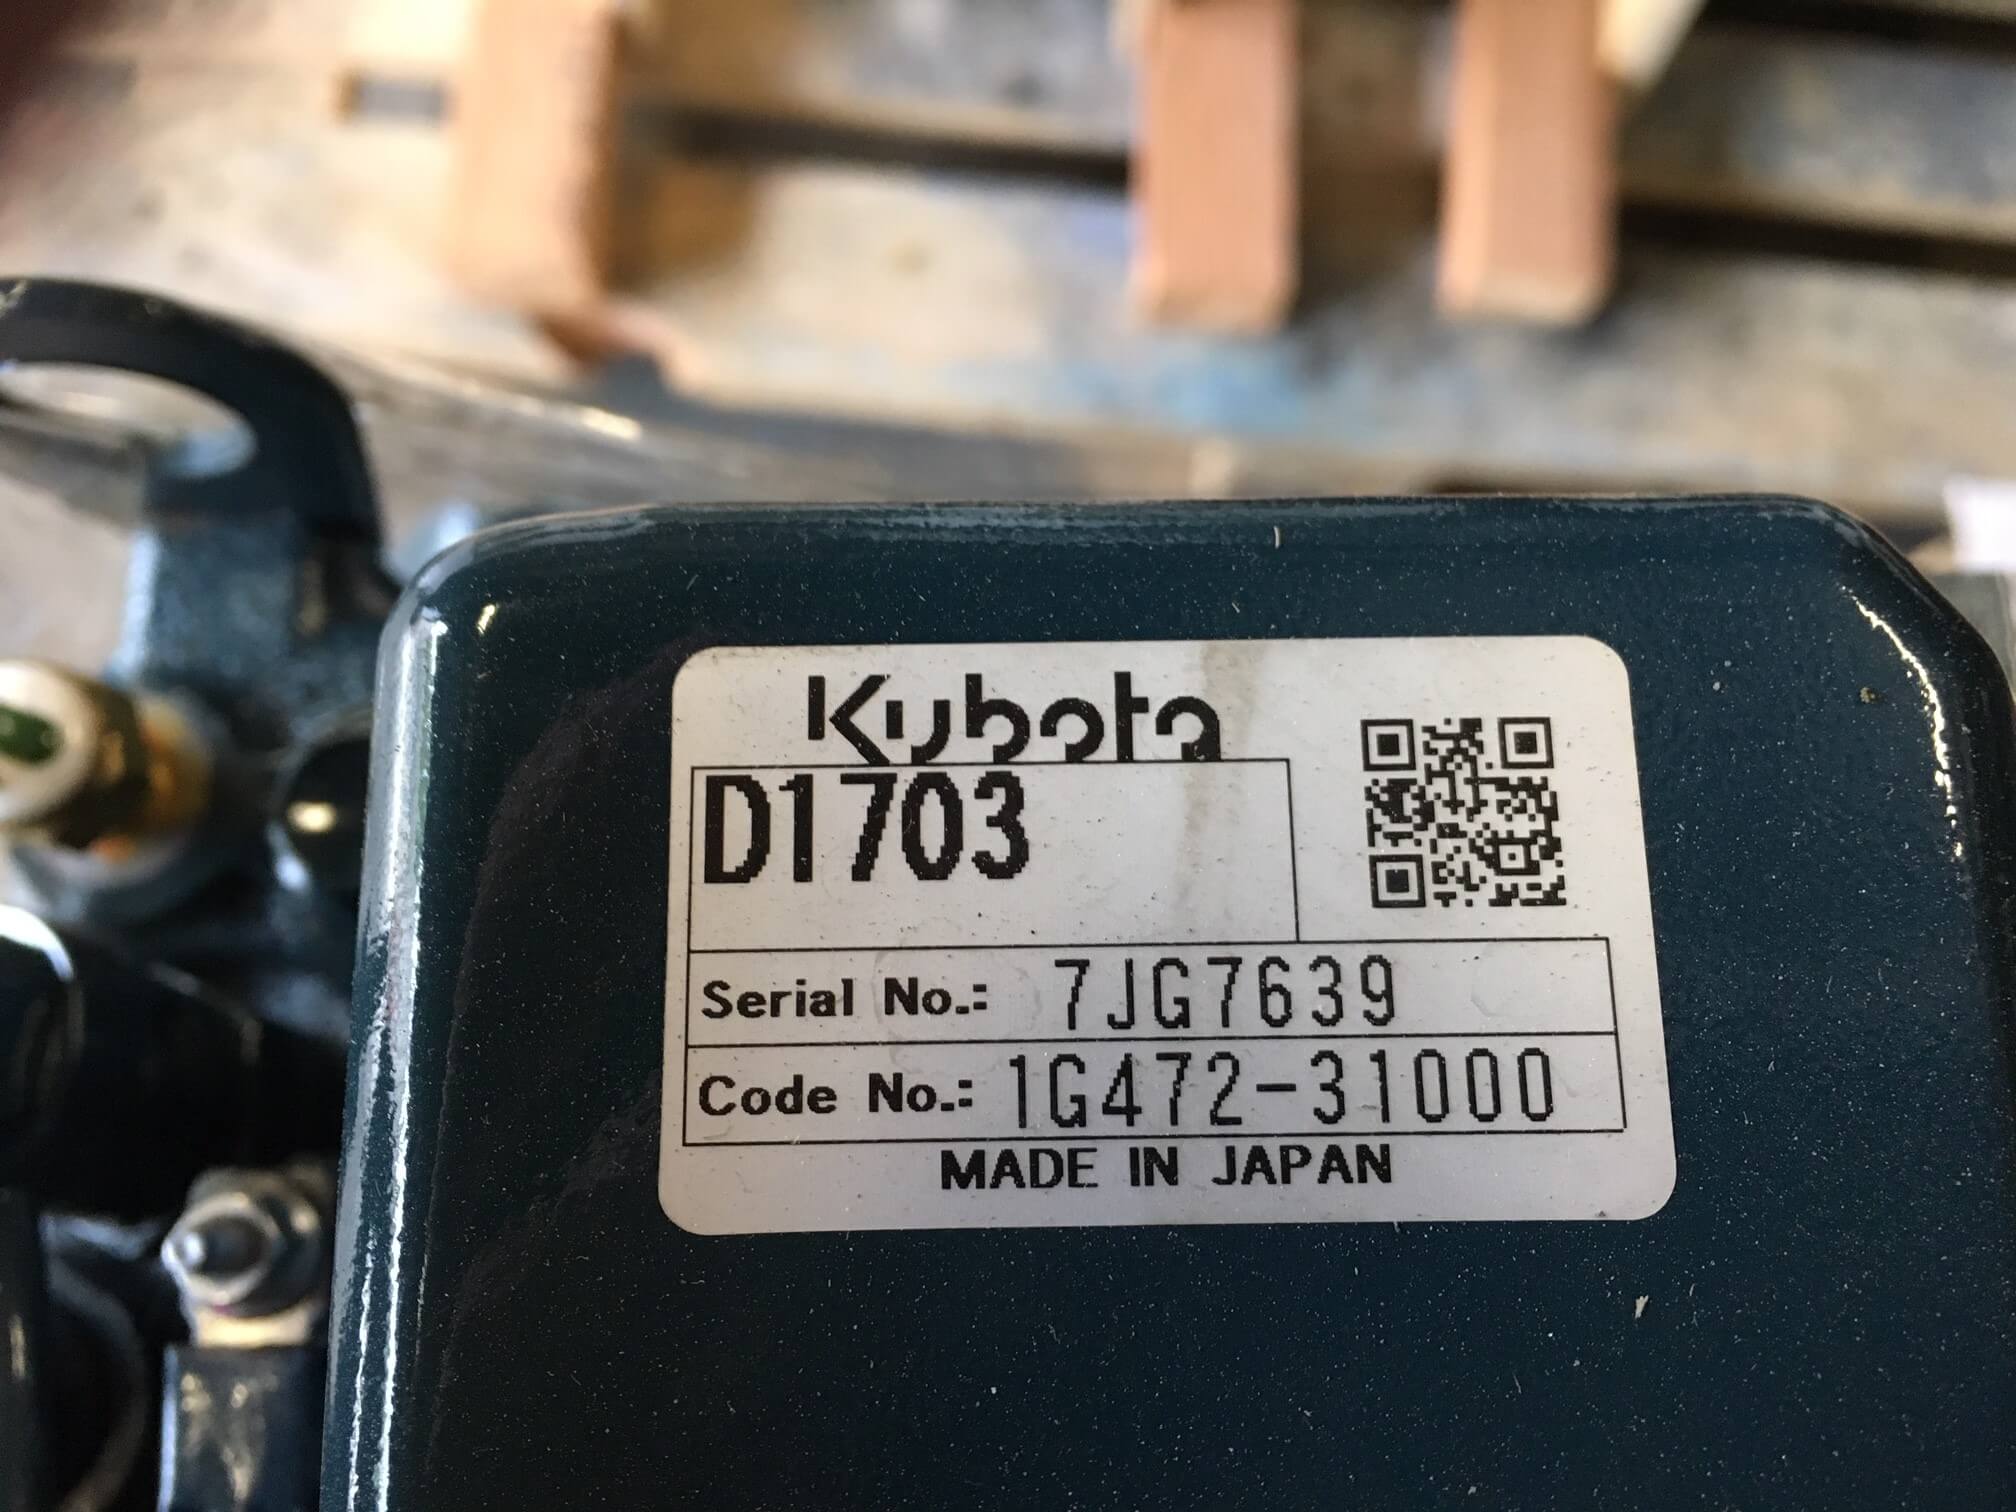 Kubota
D1703
Serial No.: 7JG7639
Code No.: 1G472-31000
MADE IN JAPAN